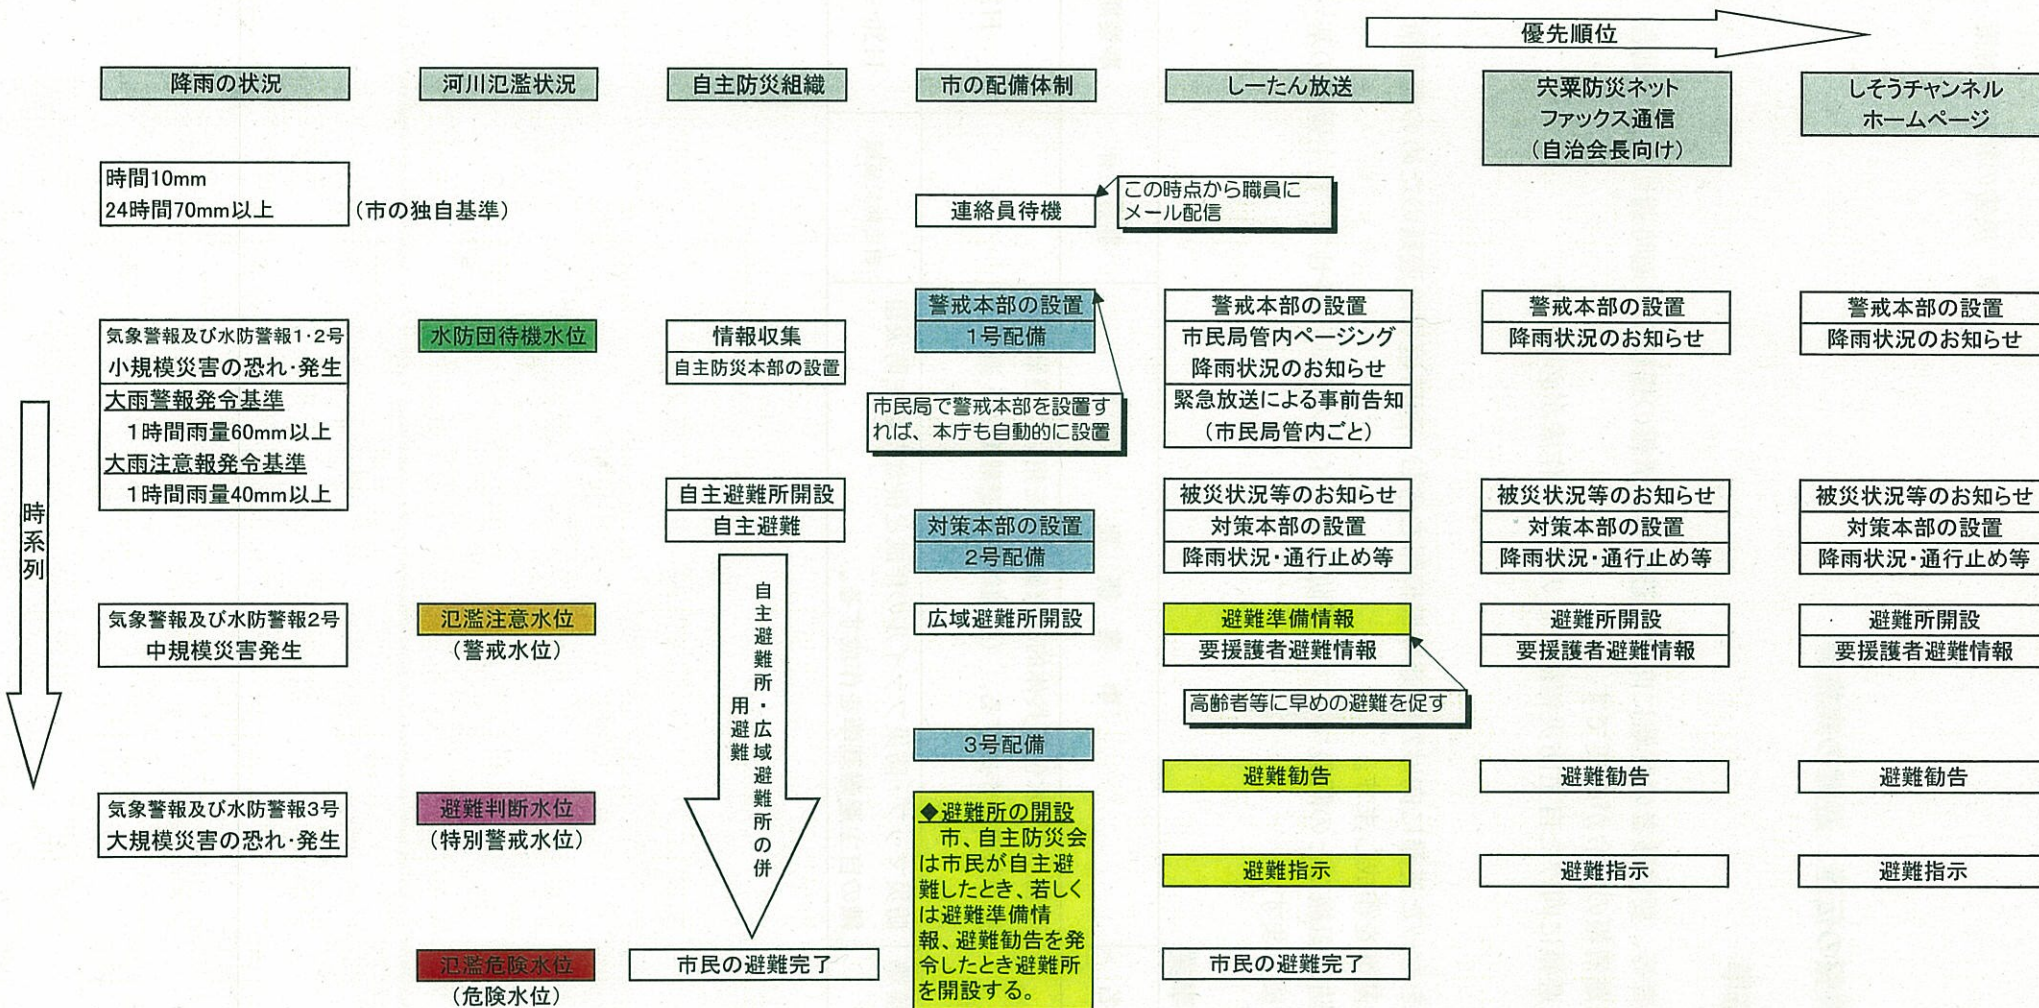 優先順位
降雨の状況
河川氾濫状況
自主防災組織
市の配備体制
しーたん放送
宍粟防災ネット
ファックス通信
(自治会長向け)
しそうチャンネル
ホームページ
時間10mm
24時間70mm以上
(市の独自基準)
連絡員待機
この時点から職員に
メール配信
時系列
気象警報及び水防警報1・2号
小規模災害の恐れ・発生
大雨警報発令基準
1時間雨量60mm以上
大雨注意報発令基準
1時間雨量40mm以上
水防団待機水位
情報収集
自主防災本部の設置
警戒本部の設置
1号配備
市民局で警戒本部を設置す
れば、本庁も自動的に設置
警戒本部の設置
市民局管内ページング
降雨状況のお知らせ
緊急放送による事前告知
(市民局管内ごと)
警戒本部の設置
降雨状況のお知らせ
警戒本部の設置
降雨状況のお知らせ
自主避難所開設
自主避難
対策本部の設置
2号配備
被災状況等のお知らせ
対策本部の設置
降雨状況・通行止め等
被災状況等のお知らせ
対策本部の設置
降雨状況・通行止め等
被災状況等のお知らせ
対策本部の設置
降雨状況・通行止め等
自主避難所・広域避難所の併
用避難
気象警報及び水防警報2号
中規模災害発生
氾濫注意水位
(警戒水位)
広域避難所開設
避難準備情報
要援護者避難情報
高齢者等に早めの避難を促す
避難所開設
要援護者避難情報
避難所開設
要援護者避難情報
3号配備
避難勧告
避難勧告
避難勧告
気象警報及び水防警報3号
大規模災害の恐れ・発生
避難判断水位
(特別警戒水位)
◆避難所の開設
市、自主防災会
は市民が自主避
難したとき、若しく
は避難準備情
報、避難勧告を発
令したとき避難所
を開設する。
避難指示
避難指示
避難指示
氾濫危険水位
(危険水位)
市民の避難完了
市民の避難完了